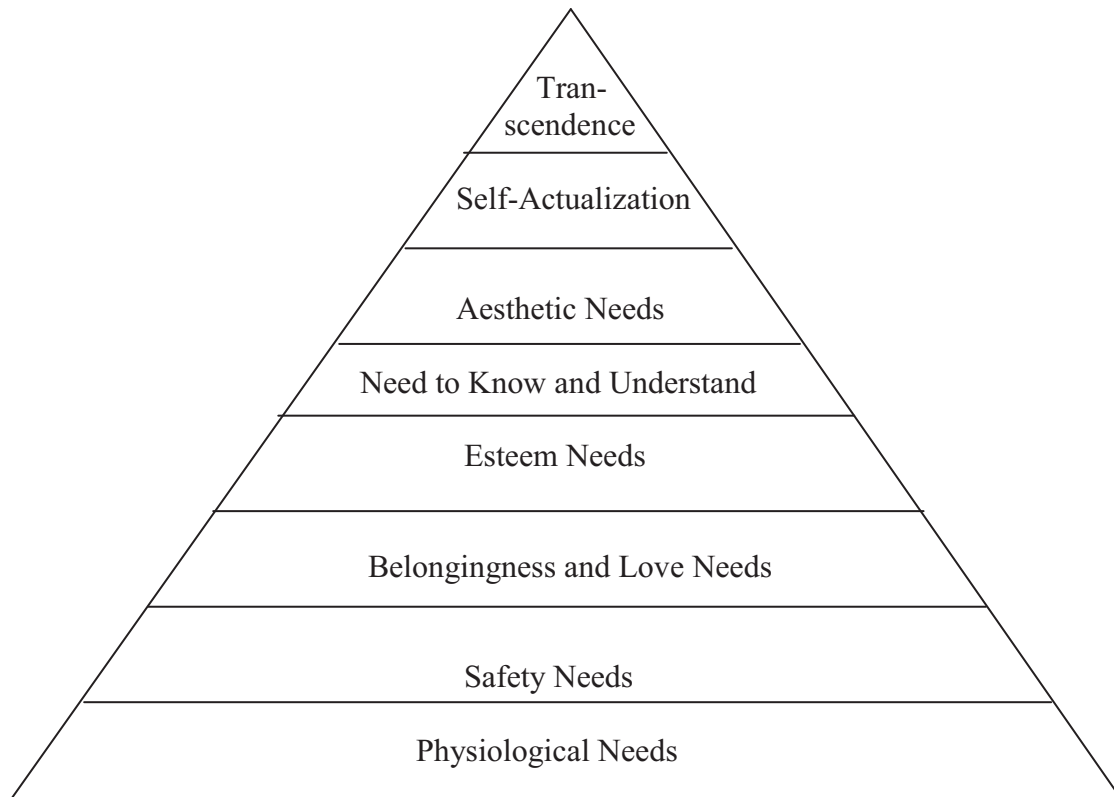 Tran-
scendence
Self-Actualization
Aesthetic Needs
Need to Know and Understand
Esteem Needs
Belongingness and Love Needs
Safety Needs
Physiological Needs